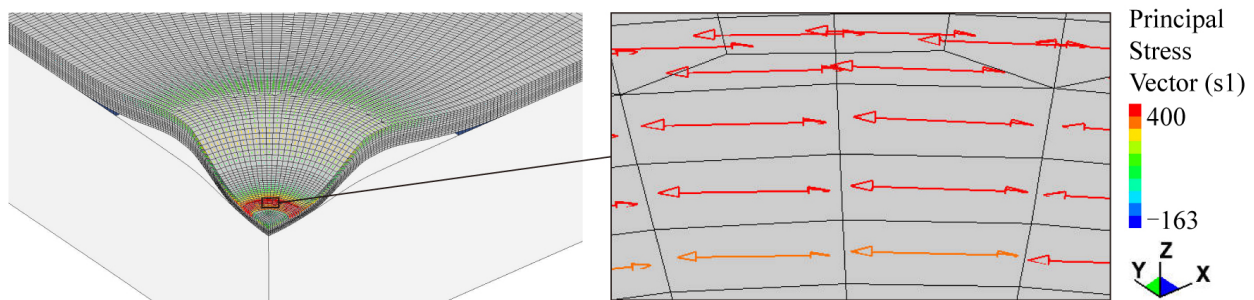 Principal
Stress
Vector (s1)
400
−163
Z
Y
X